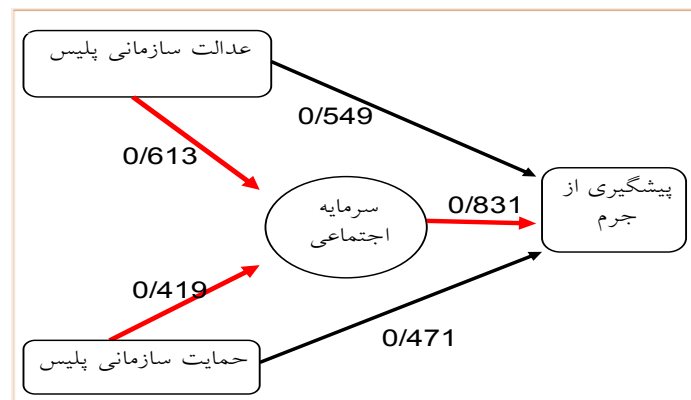 عدالت سازمانی پلیس
0/549
0/613
پیشگیری از
جرم
سرمایه
اجتماعی
0/831
0/419
0/471
حمایت سازمانی پلیس